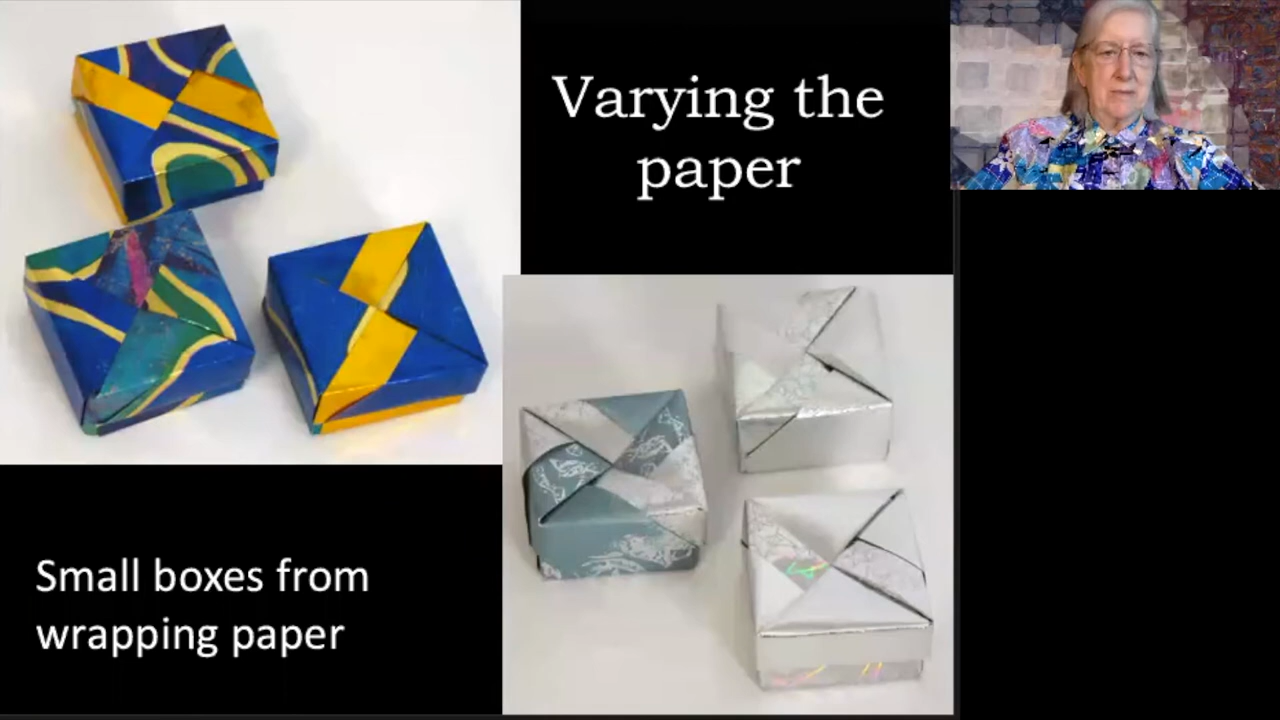 Varying the
paper
Small boxes from
wrapping paper